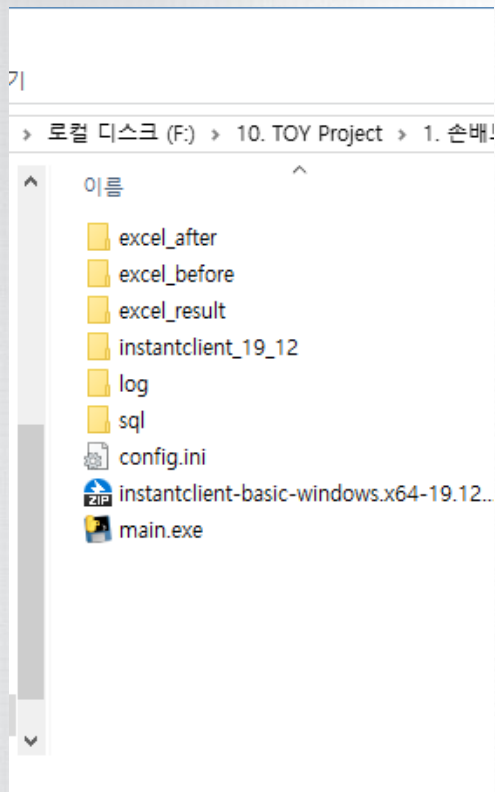 기
로컬 디스크 (F:) > 10. TOY Project > 1. 손배
이름
excel_after
excel_before
excel_result
instantclient_19_12
log
sql
config.ini
ZIP instantclient-basic-windows.x64-19.12...
main.exe